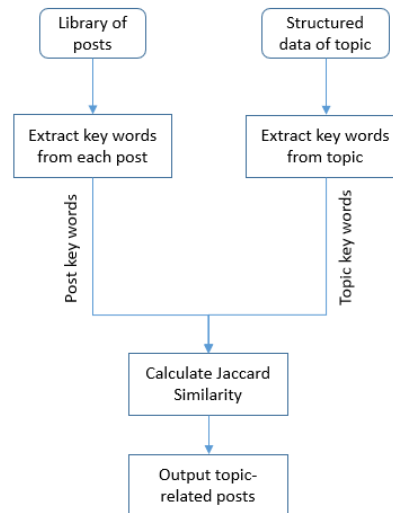 Library of
posts
Structured
data of topic
Extract key words
from each post
Extract key words
from topic
Post key words
Topic key words
Calculate Jaccard
Similarity
Output topic-
related posts